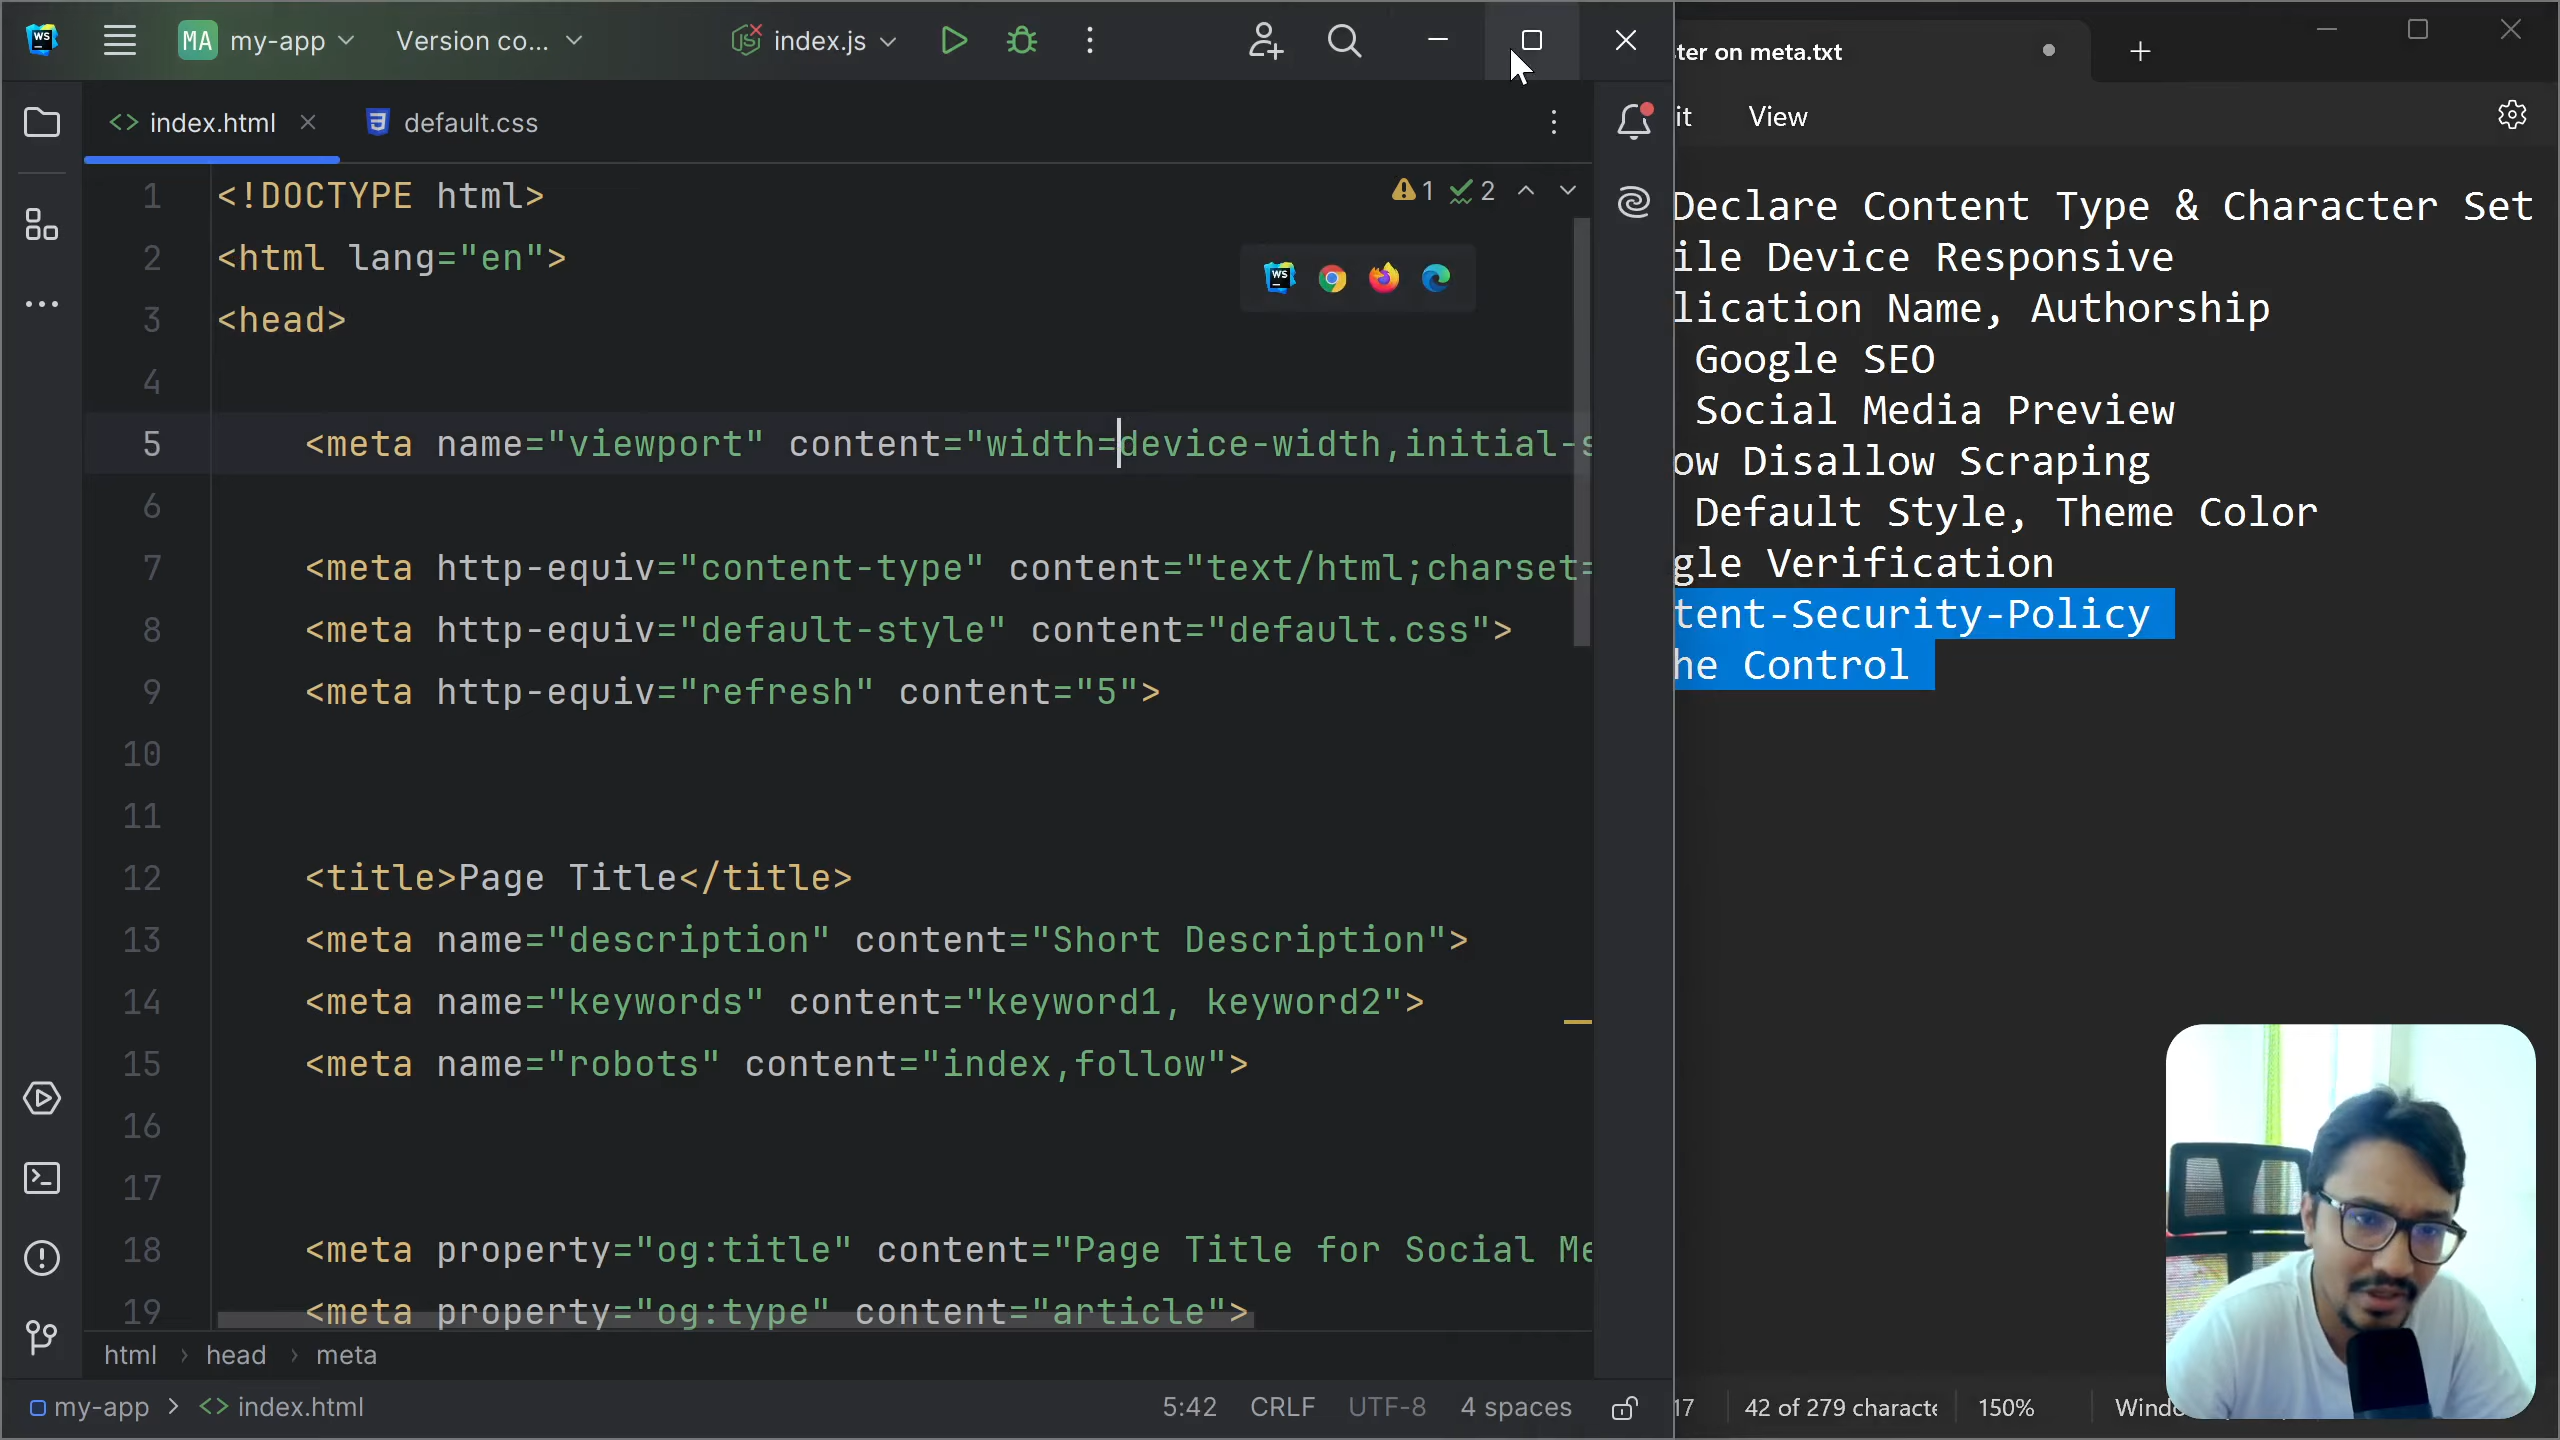 WS
MA my-app
Version co...
index.js
index.html
default.css
1 2
1 <!DOCTYPE html>
2 <html lang="en">
3 <head>
4
5 <meta name="viewport" content="width=device-width,initial-s
6
7 <meta http-equiv="content-type" content="text/html;charset=
8 <meta http-equiv="default-style" content="default.css">
9 <meta http-equiv="refresh" content="5">
10
11
12 <title>Page Title</title>
13 <meta name="description" content="Short Description">
14 <meta name="keywords" content="keyword1, keyword2">
15 <meta name="robots" content="index,follow">
16
17
18 <meta property="og:title" content="Page Title for Social Me
19 <meta property="og:type" content="article">
html head meta
my-app index.html
5:42 CRLF UTF-8 4 spaces
ter on meta.txt
it View
Declare Content Type & Character Set
ile Device Responsive
lication Name, Authorship
Google SEO
Social Media Preview
ow Disallow Scraping
Default Style, Theme Color
gle Verification
tent-Security-Policy
he Control
17 42 of 279 characte 150% Windo